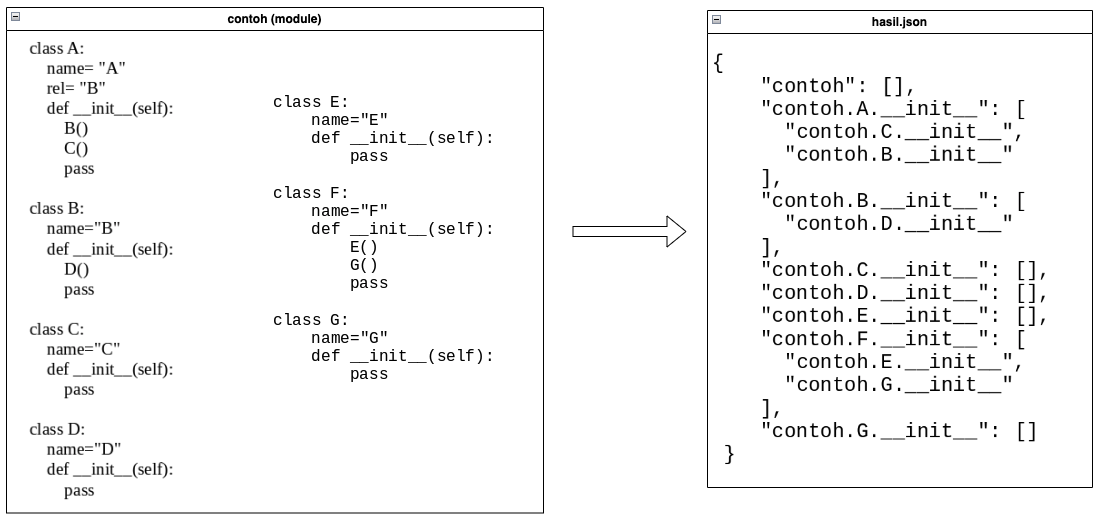 contoh (module)
class A:
name= "A"
rel= "B"
def __init__(self):
B()
C()
pass
class B:
name="B"
def __init__(self):
D()
pass
class C:
name="C"
def __init__(self):
pass
class D:
name="D"
def __init__(self):
pass
class E:
name="E"
def __init__(self):
pass
class F:
name="F"
def __init__(self):
E()
G()
pass
class G:
name="G"
def __init__(self):
pass
hasil.json
{
"contoh": [],
"contoh.A.__init__": [
"contoh.C.__init__",
"contoh.B.__init__"
],
"contoh.B.__init__": [
"contoh.D.__init__"
],
"contoh.C.__init__": [],
"contoh.D.__init__": [],
"contoh.E.__init__": [],
"contoh.F.__init__": [
"contoh.E.__init__",
"contoh.G.__init__"
],
"contoh.G.__init__": []
}